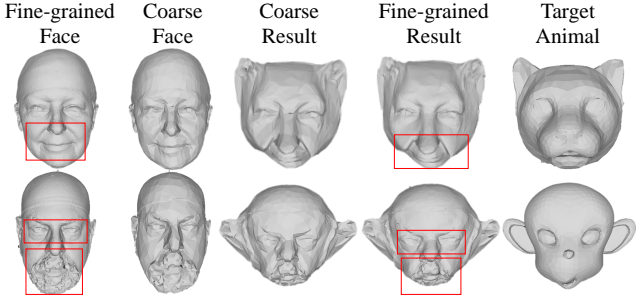 Fine-grained Face
Coarse Face
Coarse Result
Fine-grained Result
Target Animal